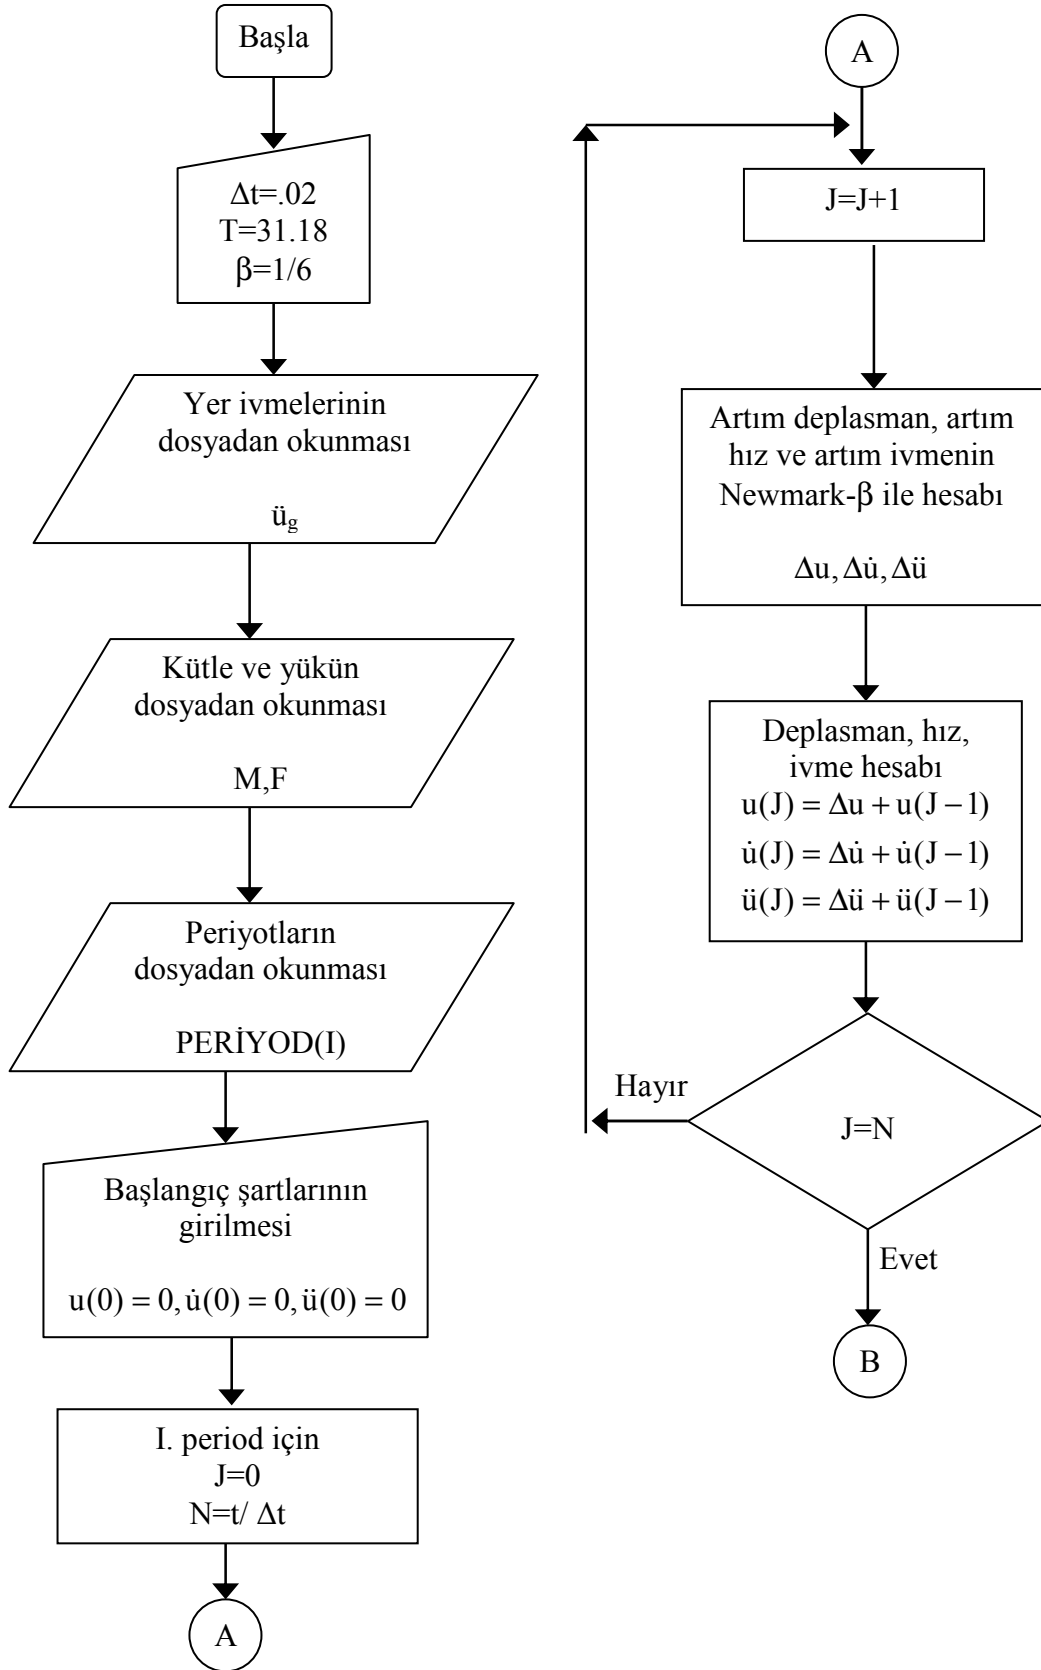 Başla
Δt=.02
T=31.18
β=1/6
Yer ivmelerinin
dosyadan okunması
ü₉
Kütle ve yükün
dosyadan okunması
M,F
Periyotların
dosyadan okunması
PERİYOD(I)
Başlangıç şartlarının
girilmesi
u(0) = 0, u̇(0) = 0, ü(0) = 0
I. period için
J=0
N=t/ Δt
A
A
J=J+1
Artım deplasman, artım
hız ve artım ivmenin
Newmark-β ile hesabı
Δu, Δu̇, Δü
Deplasman, hız,
ivme hesabı
u(J) = Δu + u(J − 1)
u̇(J) = Δu̇ + u̇(J − 1)
ü(J) = Δü + ü(J − 1)
Hayır
J=N
Evet
B